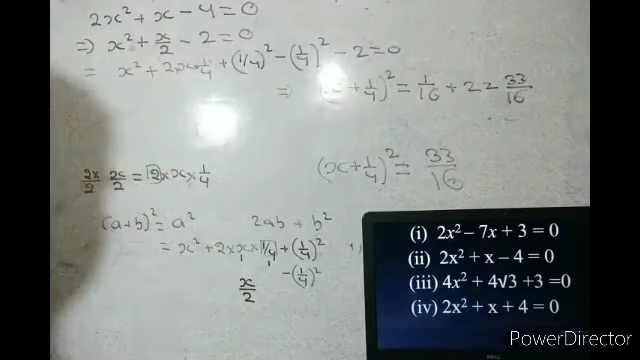 2x² + x - 4 = 0
⇒ x² + x/2 - 2 = 0
= x² + 2×x×1/4 + (1/4)² - (1/4)² - 2 = 0
⇒ + 1/4)² = 1/16 + 2 = 33/16
2x/2 x/2 = 2×x×1/4
(x + 1/4)² = 33/16
(a+b)² = a² 2ab + b²
= x² + 2×x×1/4 + (1/4)²
x/2 -(1/4)²
(i) 2x² – 7x + 3 = 0
(ii) 2x² + x – 4 = 0
(iii) 4x² + 4√3 +3 =0
(iv) 2x² + x + 4 = 0
PowerDirector